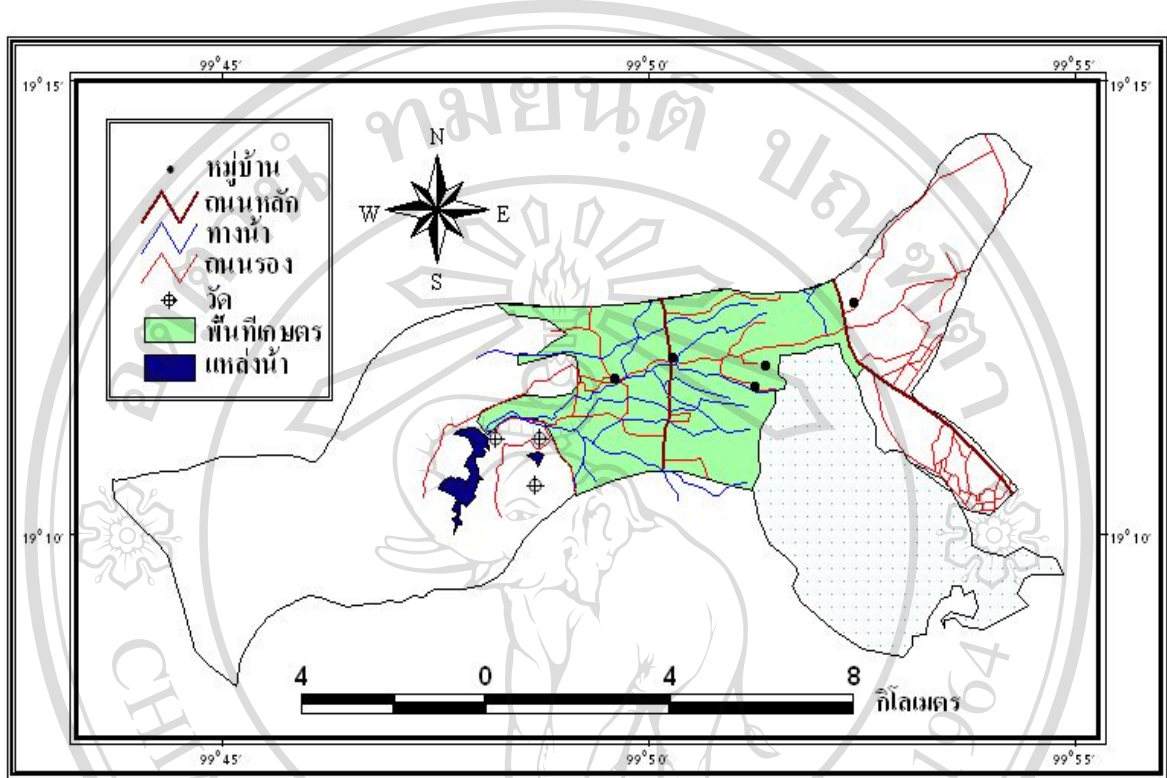 99° 45′ 99° 50′ 99° 55′
19° 15′ 19° 15′
N
W E
S
หมู่บ้าน
ถนนหลัก
ทางน้ำ
ถนนรอง
วัด
พื้นที่เกษตร
แหล่งน้ำ
19° 10′ 19° 10′
4 0 4 8
กิโลเมตร
99° 45′ 99° 50′ 99° 55′
1964